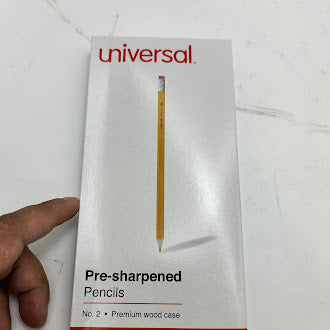 universal
Pre-sharpened
Pencils
No. 2 • Premium wood case